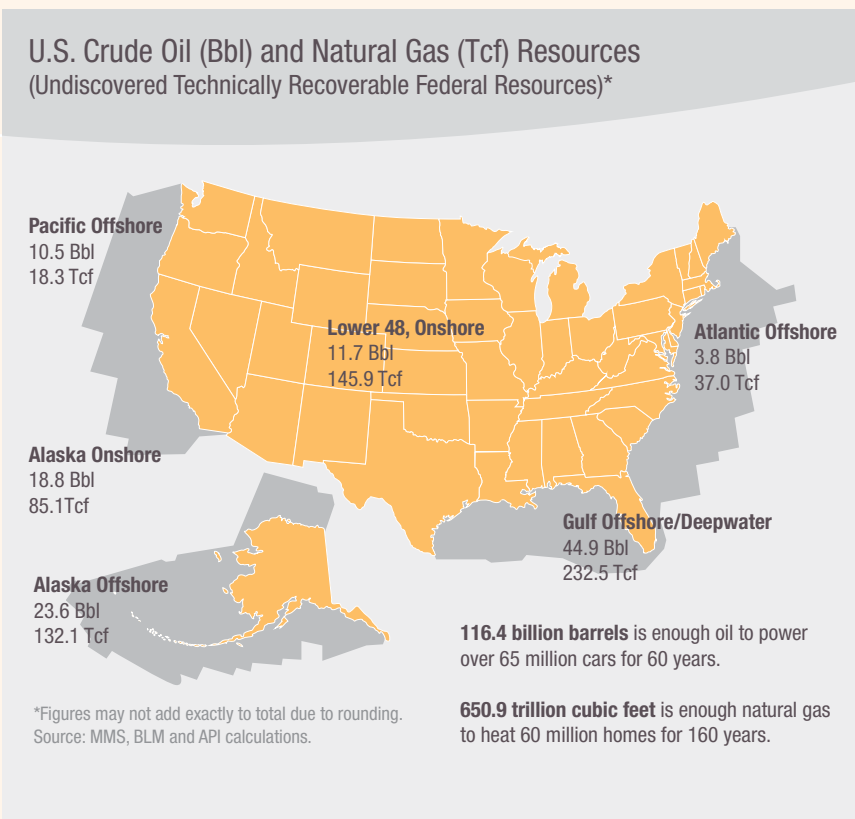 U.S. Crude Oil (Bbl) and Natural Gas (Tcf) Resources
(Undiscovered Technically Recoverable Federal Resources)*
Pacific Offshore
10.5 Bbl
18.3 Tcf
Lower 48, Onshore
11.7 Bbl
145.9 Tcf
Atlantic Offshore
3.8 Bbl
37.0 Tcf
Alaska Onshore
18.8 Bbl
85.1Tcf
Gulf Offshore/Deepwater
44.9 Bbl
232.5 Tcf
Alaska Offshore
23.6 Bbl
132.1 Tcf
116.4 billion barrels is enough oil to power
over 65 million cars for 60 years.
650.9 trillion cubic feet is enough natural gas
to heat 60 million homes for 160 years.
*Figures may not add exactly to total due to rounding.
Source: MMS, BLM and API calculations.